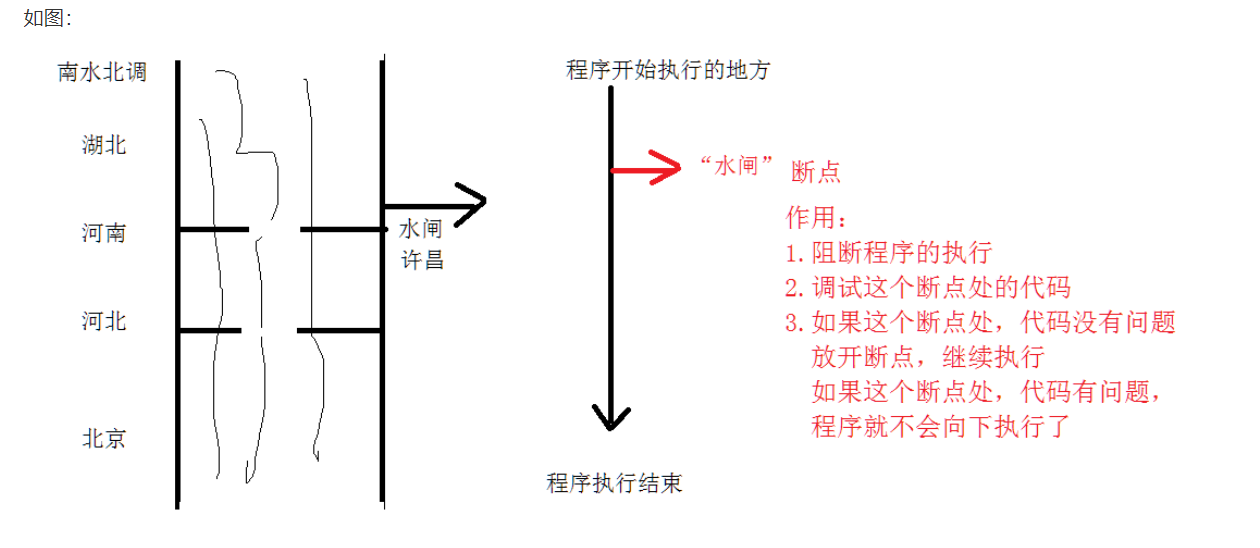 如图:
南水北调
湖北
河南
河北
北京
水闸
许昌
程序开始执行的地方
“水闸” 断点
作用:
1.阻断程序的执行
2.调试这个断点处的代码
3.如果这个断点处，代码没有问题
放开断点，继续执行
如果这个断点处，代码有问题，
程序就不会向下执行了
程序执行结束